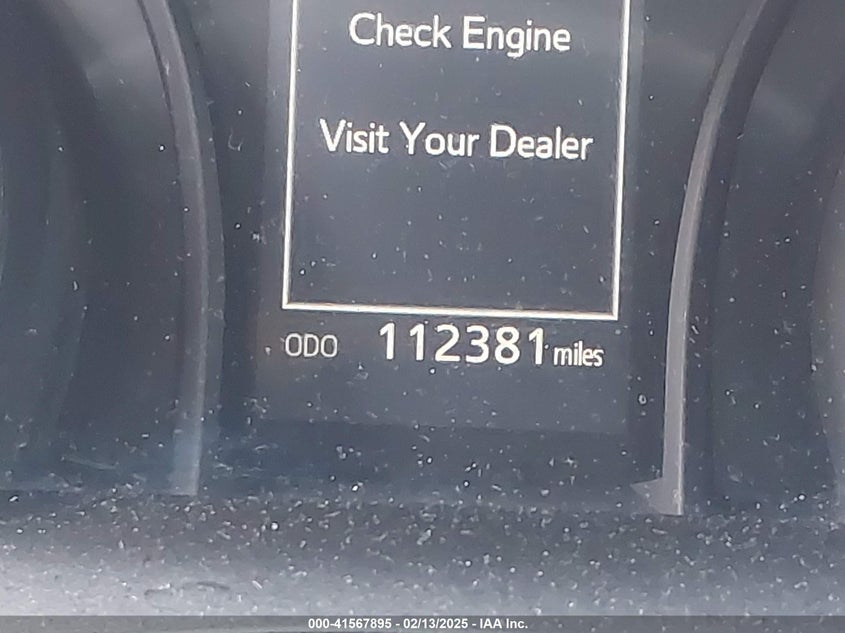 Check Engine
Visit Your Dealer
ODO 112381 miles
000-41567895 - 02/13/2025 - IAA Inc.